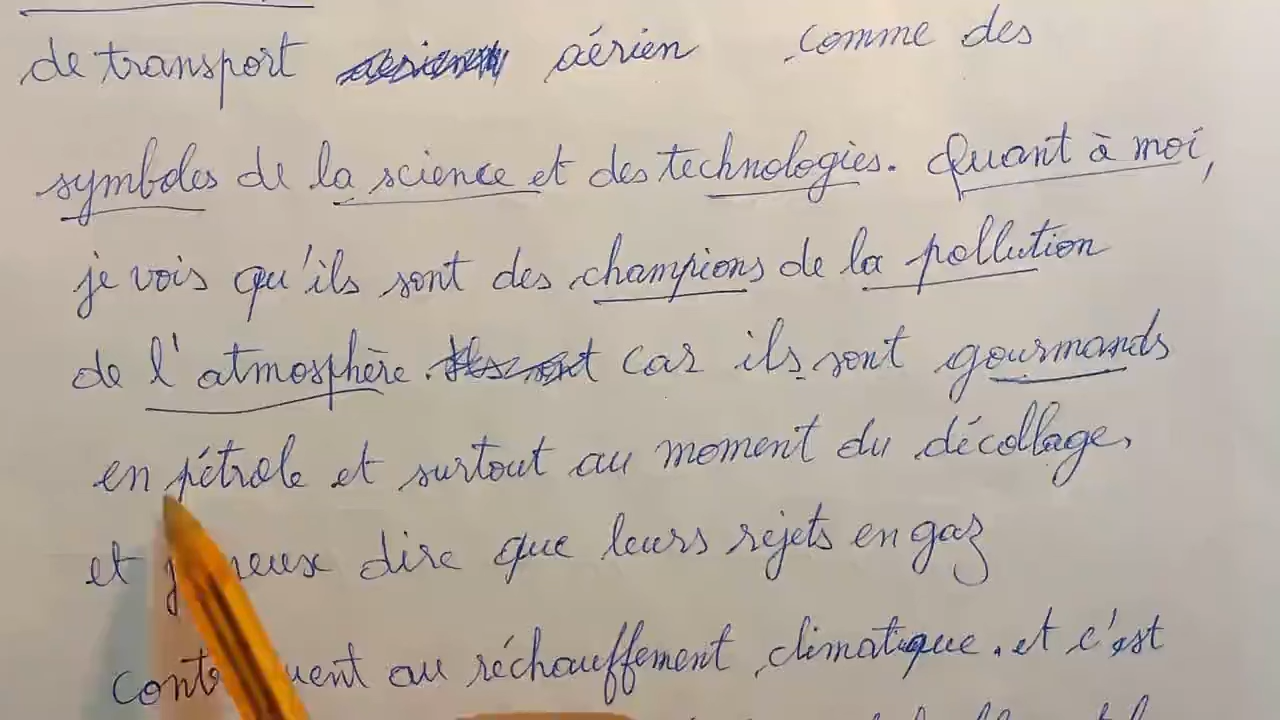 de transport aérien comme des
symboles de la science et des technologies. Quant à moi,
je vois qu'ils sont des champions de la pollution
de l'atmosphère. car ils sont gourmands
en pétrole et surtout au moment du décollage,
et dire que leurs rejets en gaz
au réchauffement climatique. et c'est